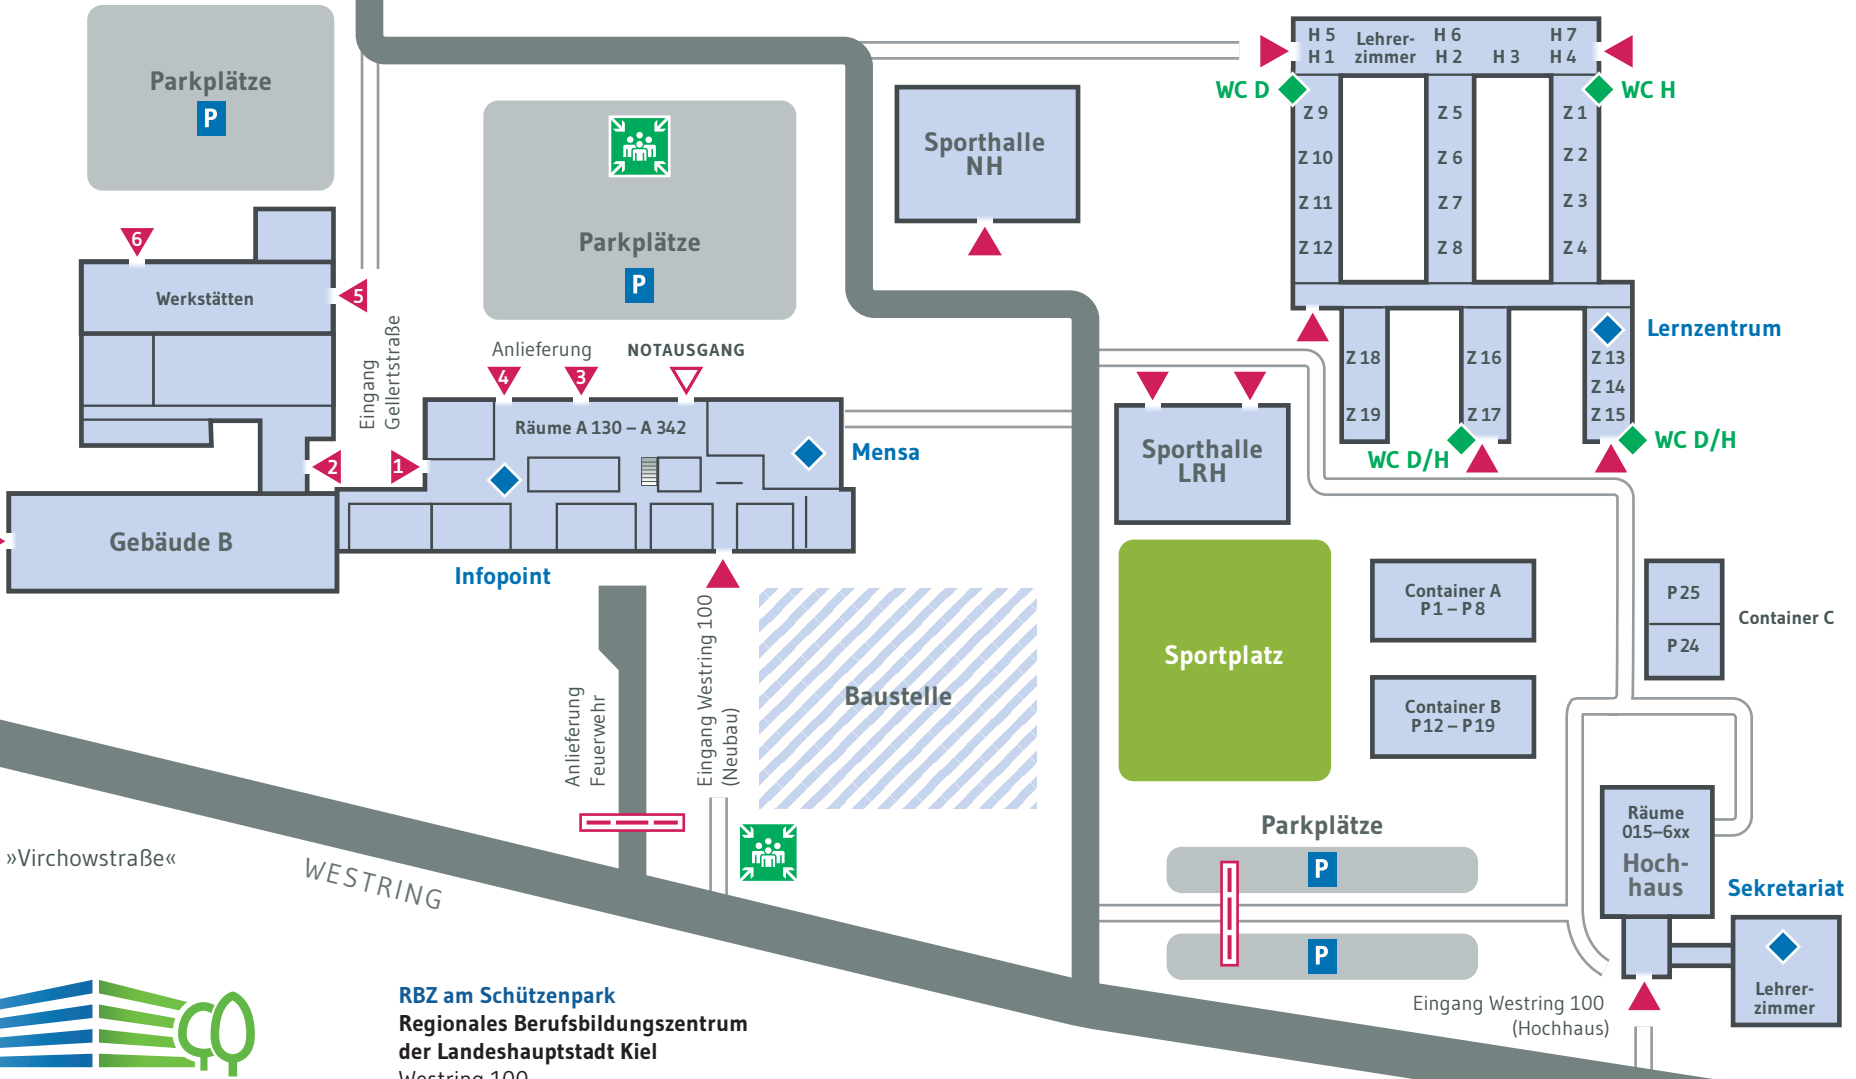 Parkplätze
P
6
Werkstätten
5
Eingang
Gellertstraße
2
1
Gebäude B
Parkplätze
P
Anlieferung
NOTAUSGANG
4
3
Räume A 130 – A 342
Mensa
Infopoint
Anlieferung
Feuerwehr
Eingang Westring 100
(Neubau)
Baustelle
»Virchowstraße«
WESTRING
RBZ am Schützenpark
Regionales Berufsbildungszentrum
der Landeshauptstadt Kiel
Westring 100
Sporthalle
NH
H 5
H 1
Lehrer-
zimmer
H 6
H 2
H 3
H 7
H 4
WC D
WC H
Z 9
Z 10
Z 11
Z 12
Z 5
Z 6
Z 7
Z 8
Z 1
Z 2
Z 3
Z 4
Lernzentrum
Z 18
Z 19
Z 16
Z 17
Z 13
Z 14
Z 15
WC D/H
WC D/H
Sporthalle
LRH
Sportplatz
Container A
P1 – P 8
Container B
P12 – P19
P 25
P 24
Container C
Parkplätze
P
P
Räume
015–6xx
Hoch-
haus
Sekretariat
Lehrer-
zimmer
Eingang Westring 100
(Hochhaus)